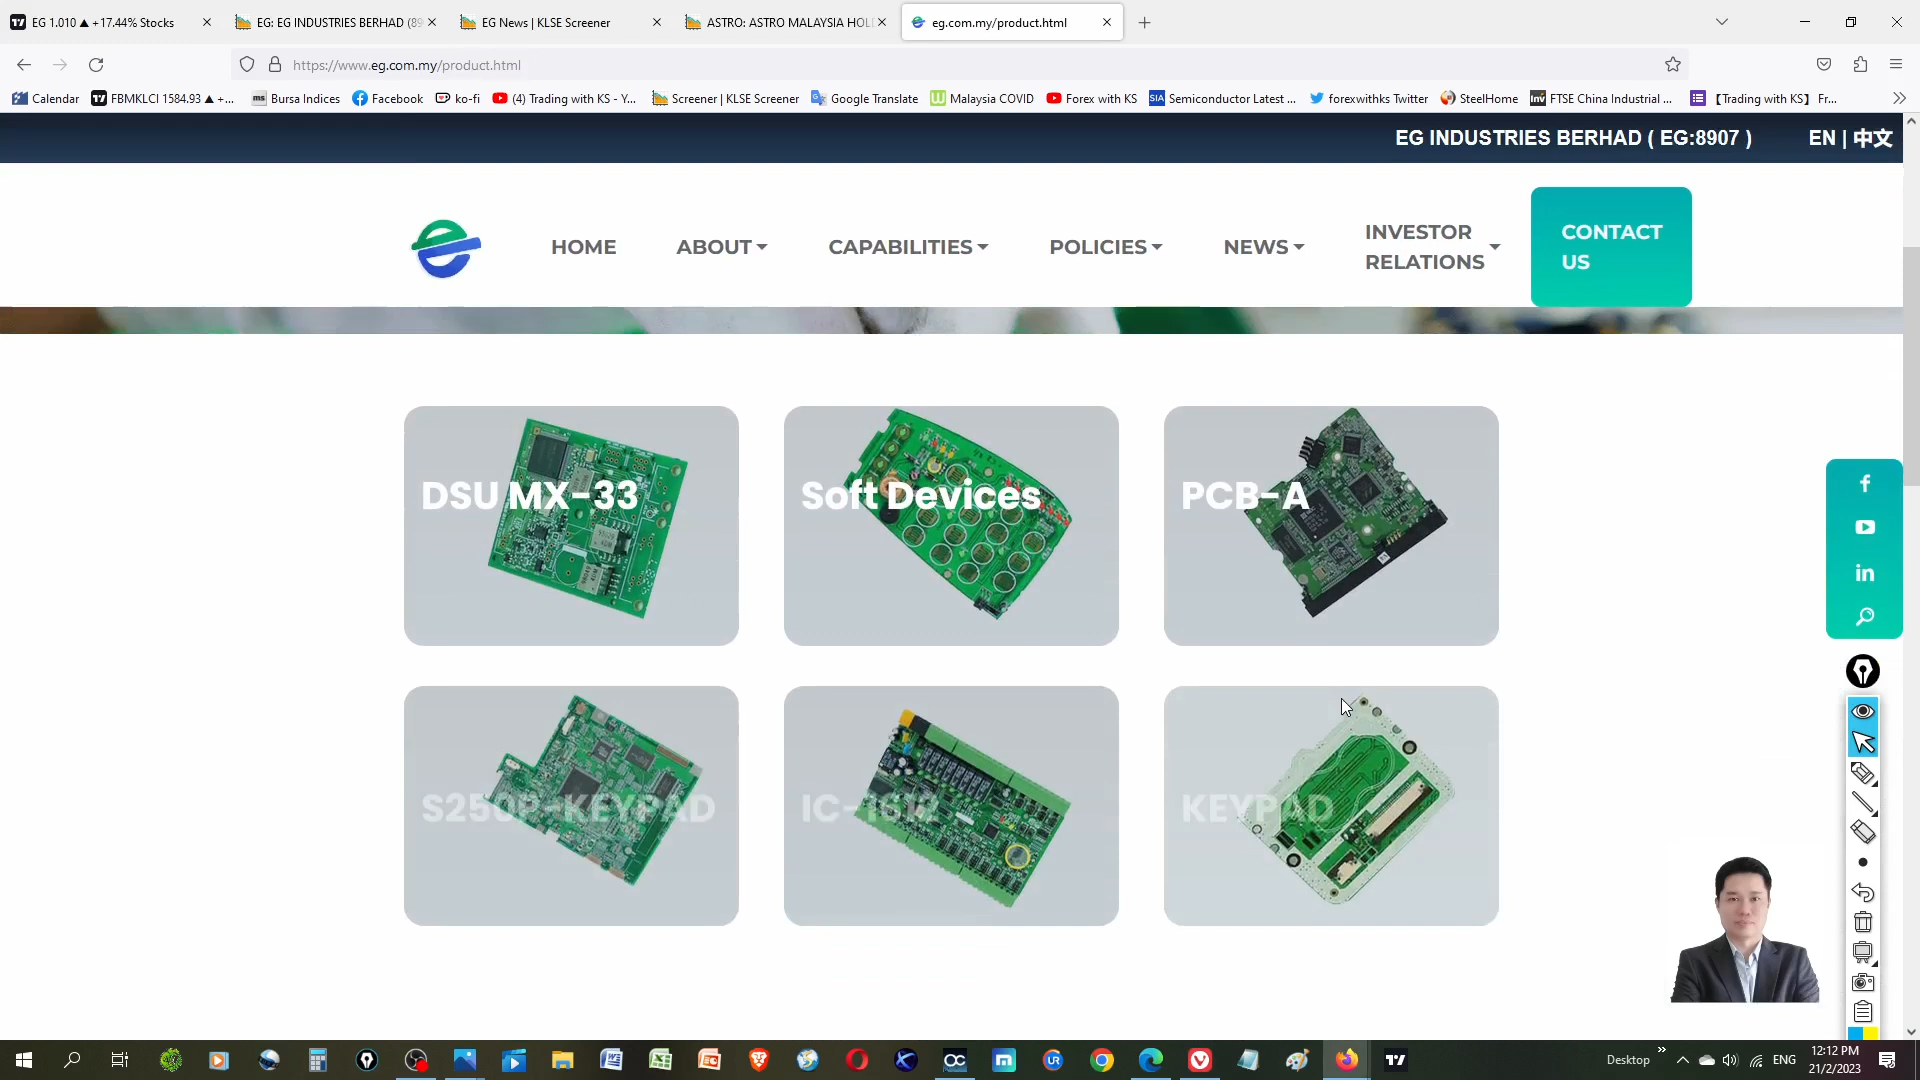 EG 1.010 ▲ +17.44% Stocks
EG: EG INDUSTRIES BERHAD (89
EG News | KLSE Screener
ASTRO: ASTRO MALAYSIA HOL
eg.com.my/product.html
https://www.eg.com.my/product.html
Calendar
FBMKLCI 1584.93 ▲ +...
Bursa Indices
Facebook
ko-fi
(4) Trading with KS - Y...
Screener | KLSE Screener
Google Translate
Malaysia COVID
Forex with KS
Semiconductor Latest ...
forexwithks Twitter
SteelHome
FTSE China Industrial ...
【Trading with KS】 Fr...
EG INDUSTRIES BERHAD ( EG:8907 )
EN | 中文
HOME
ABOUT
CAPABILITIES
POLICIES
NEWS
INVESTOR
RELATIONS
CONTACT
US
DSU MX-33
Soft Devices
PCB-A
S250P-KEYPAD
IC-1612
KEYPAD
Desktop
ENG
12:12 PM
21/2/2023